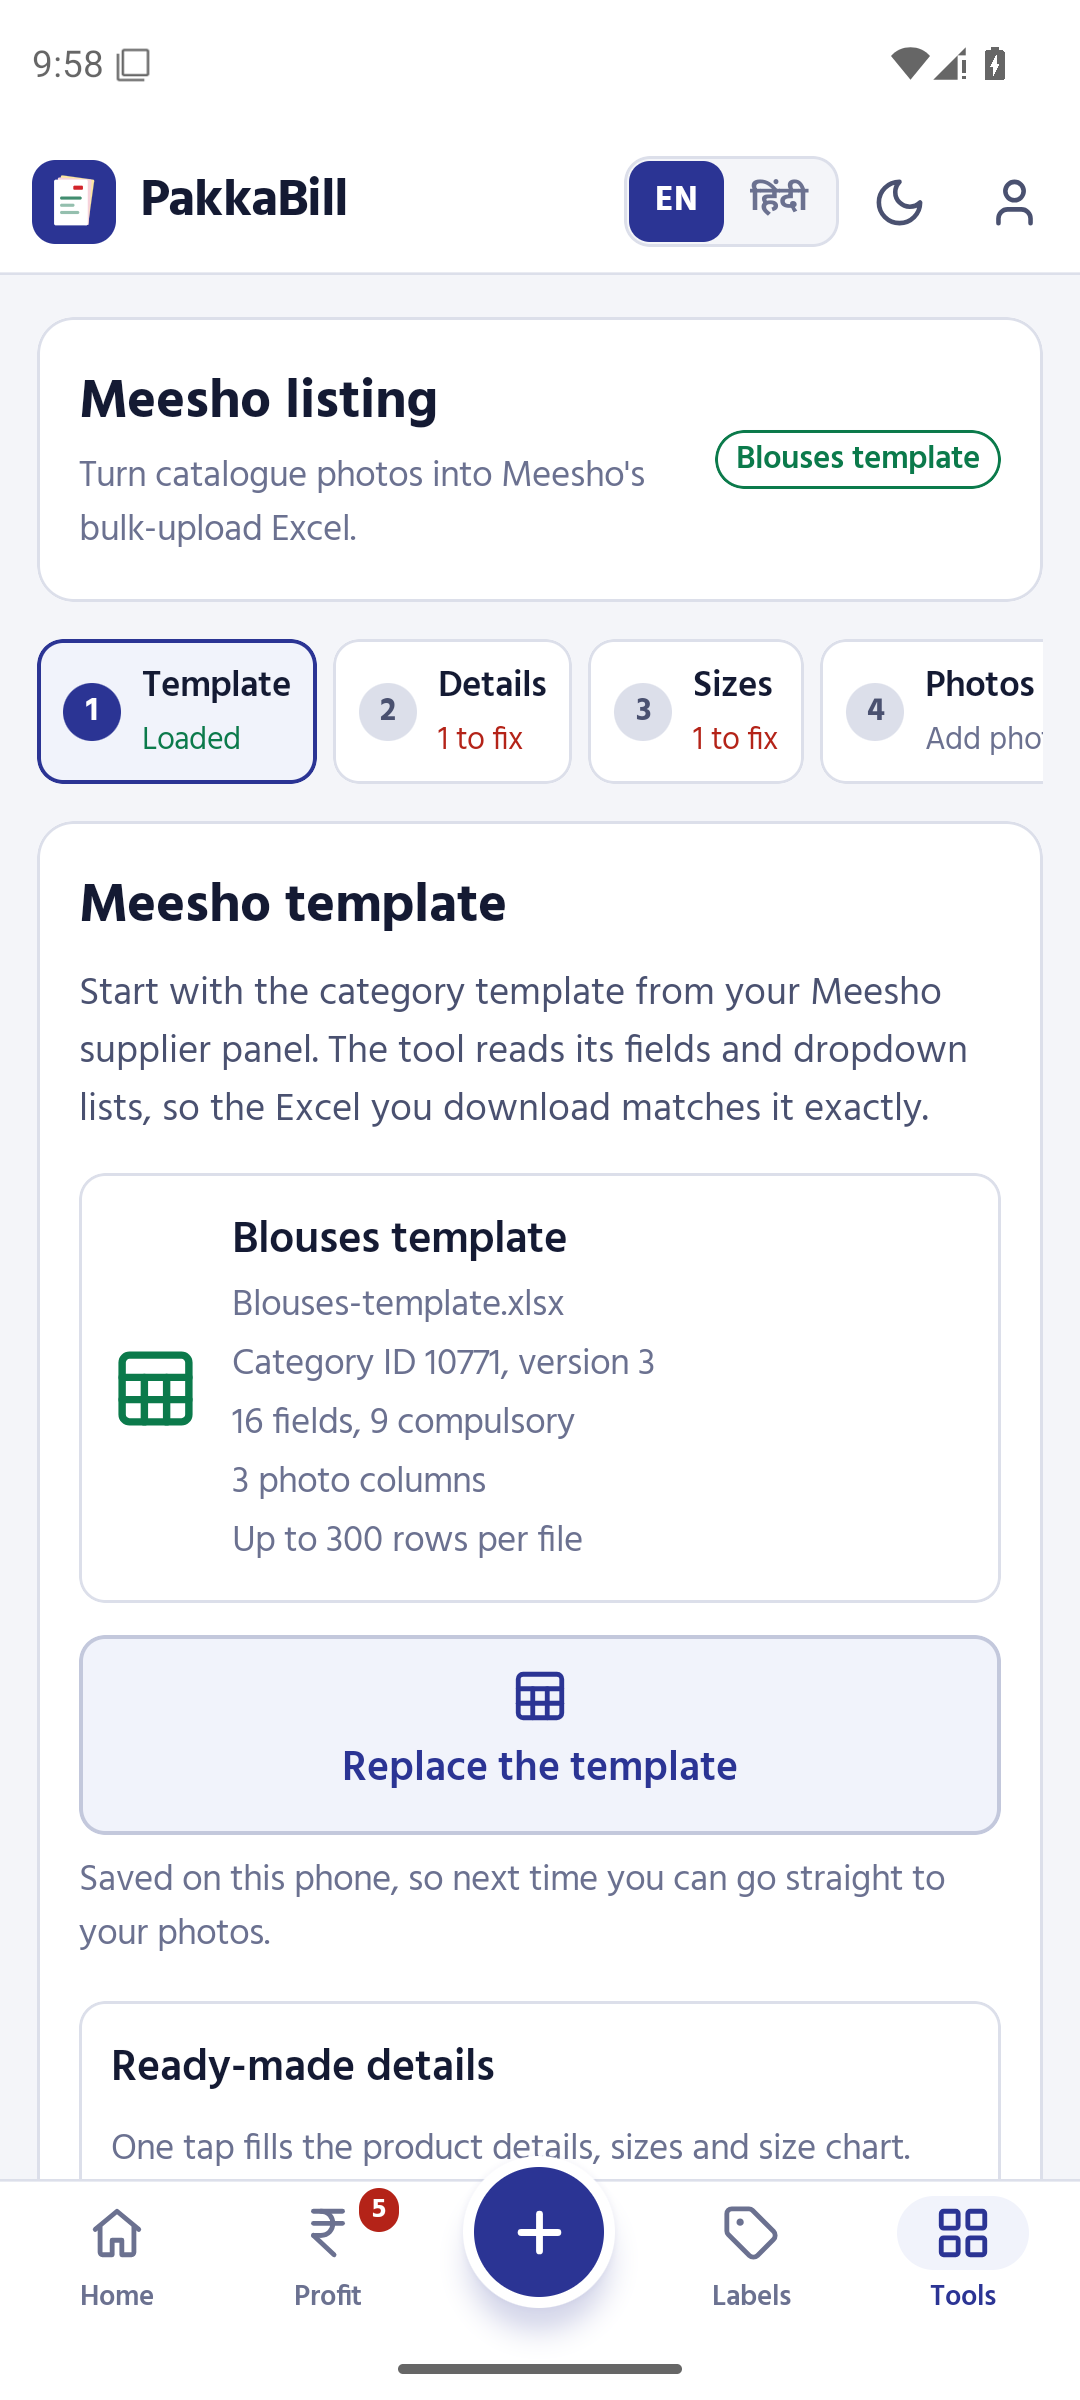 9:58
PakkaBill
EN
हिंदी
Meesho listing
Turn catalogue photos into Meesho's
bulk-upload Excel.
Blouses template
1
Template
Loaded
2
Details
1 to fix
3
Sizes
1 to fix
4
Photos
Add phot
Meesho template
Start with the category template from your Meesho
supplier panel. The tool reads its fields and dropdown
lists, so the Excel you download matches it exactly.
Blouses template
Blouses-template.xlsx
Category ID 10771, version 3
16 fields, 9 compulsory
3 photo columns
Up to 300 rows per file
Replace the template
Saved on this phone, so next time you can go straight to
your photos.
Ready-made details
One tap fills the product details, sizes and size chart.
Home
5
Profit
Labels
Tools